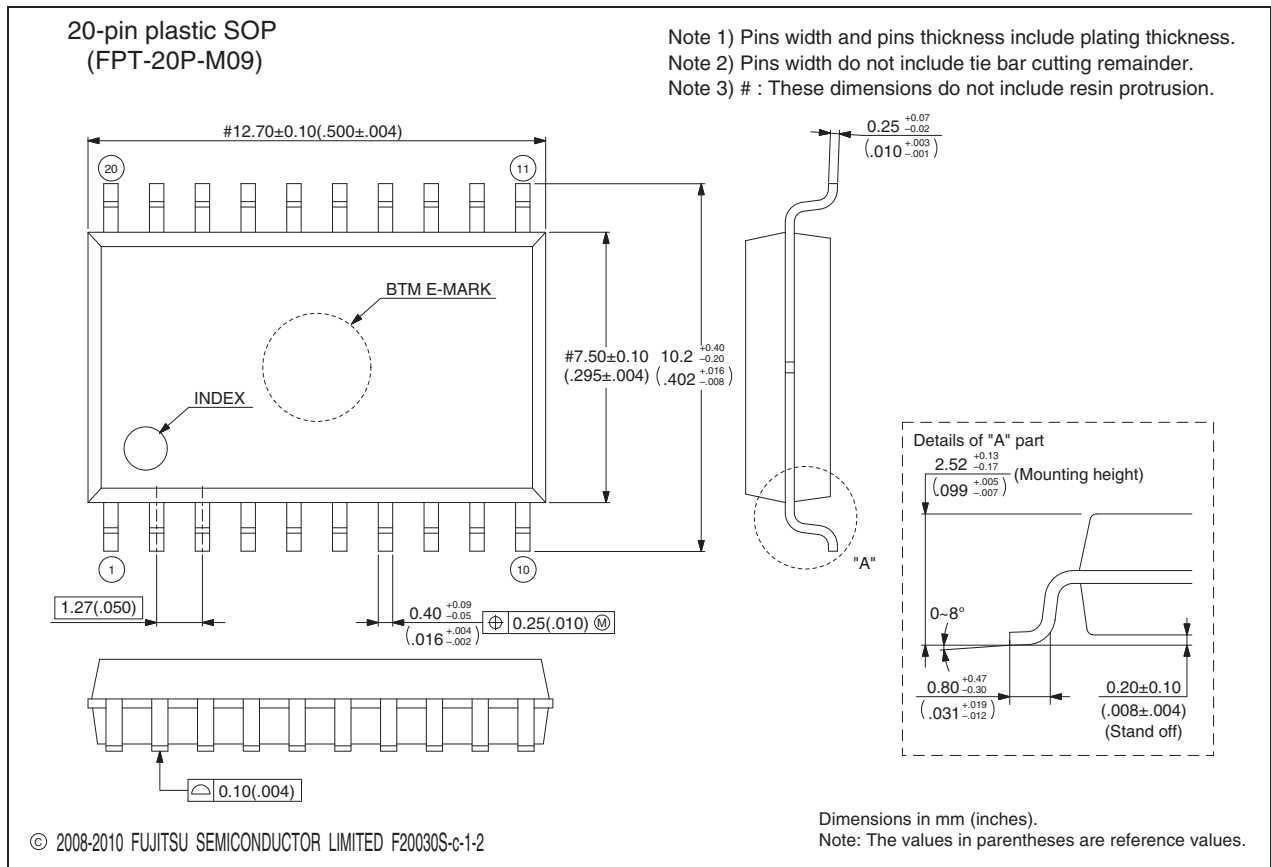 20-pin plastic SOP
(FPT-20P-M09)
Note 1) Pins width and pins thickness include plating thickness.
Note 2) Pins width do not include tie bar cutting remainder.
Note 3) # : These dimensions do not include resin protrusion.
#12.70±0.10(.500±.004)
0.25 +0.07 −0.02
(.010 +.003 −.001)
20
11
BTM E-MARK
#7.50±0.10
(.295±.004)
10.2 +0.40 −0.20
(.402 +.016 −.008)
INDEX
1
10
"A"
1.27(.050)
0.40 +0.09 −0.05
(.016 +.004 −.002)
⌖ 0.25(.010) Ⓜ
Details of "A" part
2.52 +0.13 −0.17
(.099 +.005 −.007)
(Mounting height)
0~8°
0.80 +0.47 −0.30
(.031 +.019 −.012)
0.20±0.10
(.008±.004)
(Stand off)
⌓ 0.10(.004)
© 2008-2010 FUJITSU SEMICONDUCTOR LIMITED F20030S-c-1-2
Dimensions in mm (inches).
Note: The values in parentheses are reference values.